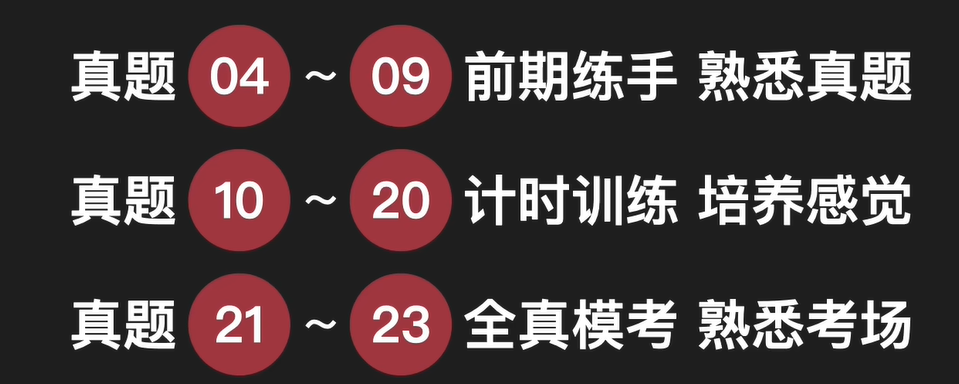 真题 04 ~ 09 前期练手 熟悉真题
真题 10 ~ 20 计时训练 培养感觉
真题 21 ~ 23 全真模考 熟悉考场